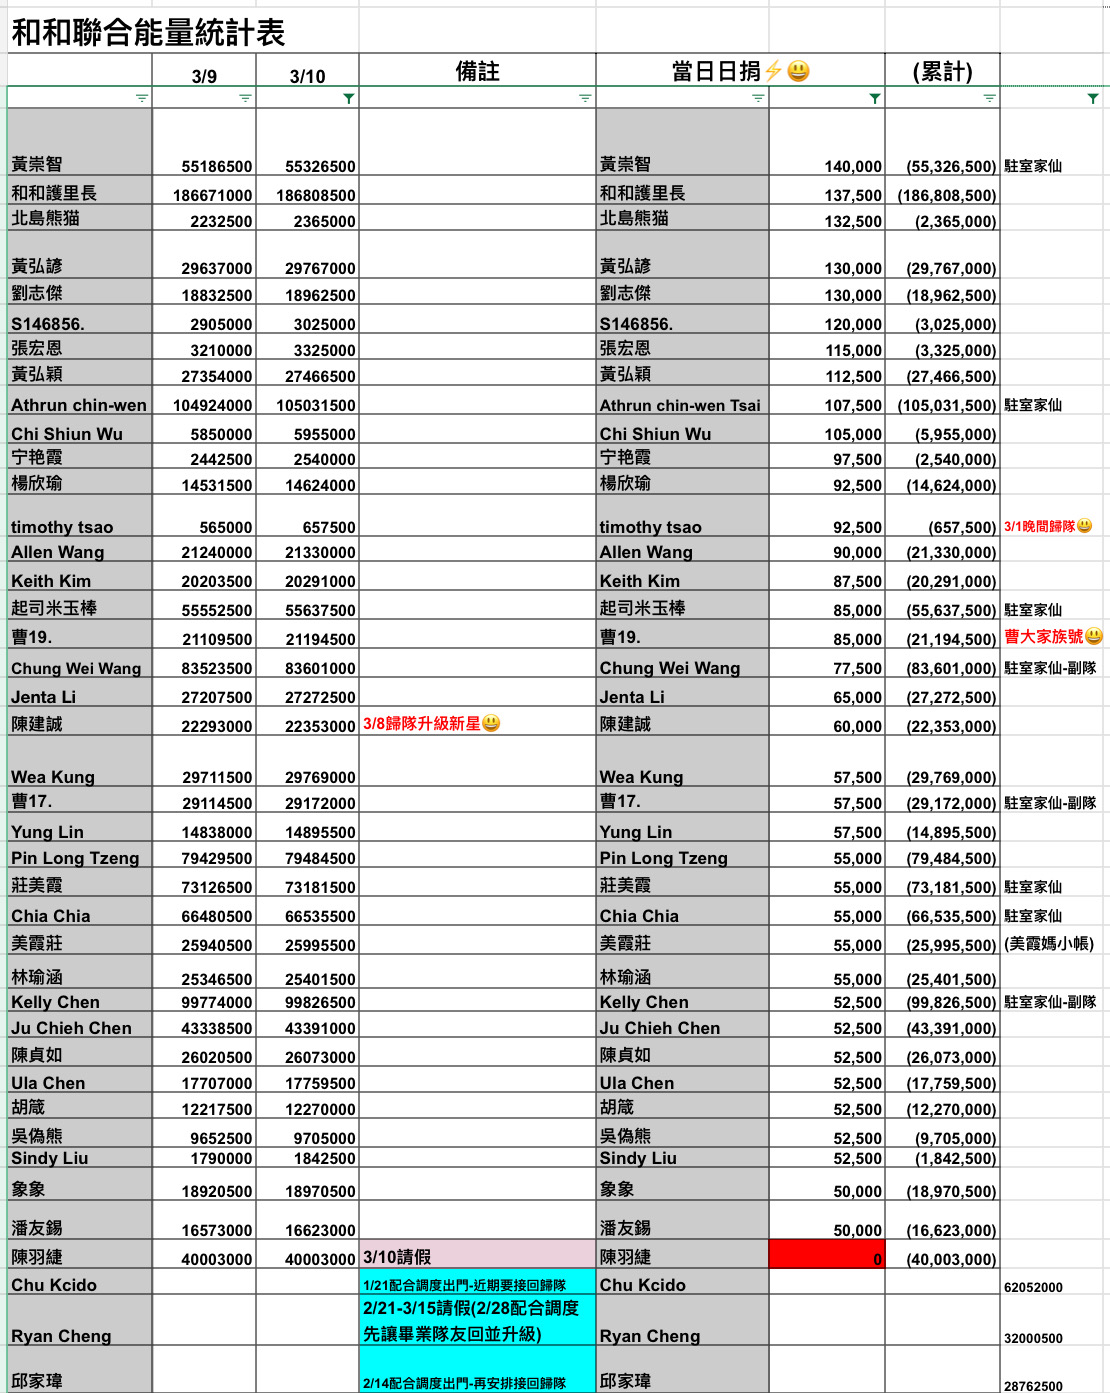 和和聯合能量統計表
3/9 3/10 備註 當日日捐⚡😃 (累計)
黃崇智 55186500 55326500 黃崇智 140,000 (55,326,500) 駐室家仙
和和護里長 186671000 186808500 和和護里長 137,500 (186,808,500)
北島熊猫 2232500 2365000 北島熊猫 132,500 (2,365,000)
黃弘諺 29637000 29767000 黃弘諺 130,000 (29,767,000)
劉志傑 18832500 18962500 劉志傑 130,000 (18,962,500)
S146856. 2905000 3025000 S146856. 120,000 (3,025,000)
張宏恩 3210000 3325000 張宏恩 115,000 (3,325,000)
黃弘穎 27354000 27466500 黃弘穎 112,500 (27,466,500)
Athrun chin-wen 104924000 105031500 Athrun chin-wen Tsai 107,500 (105,031,500) 駐室家仙
Chi Shiun Wu 5850000 5955000 Chi Shiun Wu 105,000 (5,955,000)
宁艳霞 2442500 2540000 宁艳霞 97,500 (2,540,000)
楊欣瑜 14531500 14624000 楊欣瑜 92,500 (14,624,000)
timothy tsao 565000 657500 timothy tsao 92,500 (657,500) 3/1晚間歸隊😃
Allen Wang 21240000 21330000 Allen Wang 90,000 (21,330,000)
Keith Kim 20203500 20291000 Keith Kim 87,500 (20,291,000)
起司米玉棒 55552500 55637500 起司米玉棒 85,000 (55,637,500) 駐室家仙
曹19. 21109500 21194500 曹19. 85,000 (21,194,500) 曹大家族號😃
Chung Wei Wang 83523500 83601000 Chung Wei Wang 77,500 (83,601,000) 駐室家仙-副隊
Jenta Li 27207500 27272500 Jenta Li 65,000 (27,272,500)
陳建誠 22293000 22353000 3/8歸隊升級新星😃 陳建誠 60,000 (22,353,000)
Wea Kung 29711500 29769000 Wea Kung 57,500 (29,769,000)
曹17. 29114500 29172000 曹17. 57,500 (29,172,000) 駐室家仙-副隊
Yung Lin 14838000 14895500 Yung Lin 57,500 (14,895,500)
Pin Long Tzeng 79429500 79484500 Pin Long Tzeng 55,000 (79,484,500)
莊美霞 73126500 73181500 莊美霞 55,000 (73,181,500) 駐室家仙
Chia Chia 66480500 66535500 Chia Chia 55,000 (66,535,500) 駐室家仙
美霞莊 25940500 25995500 美霞莊 55,000 (25,995,500) (美霞媽小帳)
林瑜涵 25346500 25401500 林瑜涵 55,000 (25,401,500)
Kelly Chen 99774000 99826500 Kelly Chen 52,500 (99,826,500) 駐室家仙-副隊
Ju Chieh Chen 43338500 43391000 Ju Chieh Chen 52,500 (43,391,000)
陳貞如 26020500 26073000 陳貞如 52,500 (26,073,000)
Ula Chen 17707000 17759500 Ula Chen 52,500 (17,759,500)
胡箴 12217500 12270000 胡箴 52,500 (12,270,000)
吳偽熊 9652500 9705000 吳偽熊 52,500 (9,705,000)
Sindy Liu 1790000 1842500 Sindy Liu 52,500 (1,842,500)
象象 18920500 18970500 象象 50,000 (18,970,500)
潘友錫 16573000 16623000 潘友錫 50,000 (16,623,000)
陳羽緁 40003000 40003000 3/10請假 陳羽緁 0 (40,003,000)
Chu Kcido 1/21配合調度出門-近期要接回歸隊 Chu Kcido 62052000
2/21-3/15請假(2/28配合調度
Ryan Cheng 先讓畢業隊友回並升級) Ryan Cheng 32000500
邱家瑋 2/14配合調度出門-再安排接回歸隊 邱家瑋 28762500